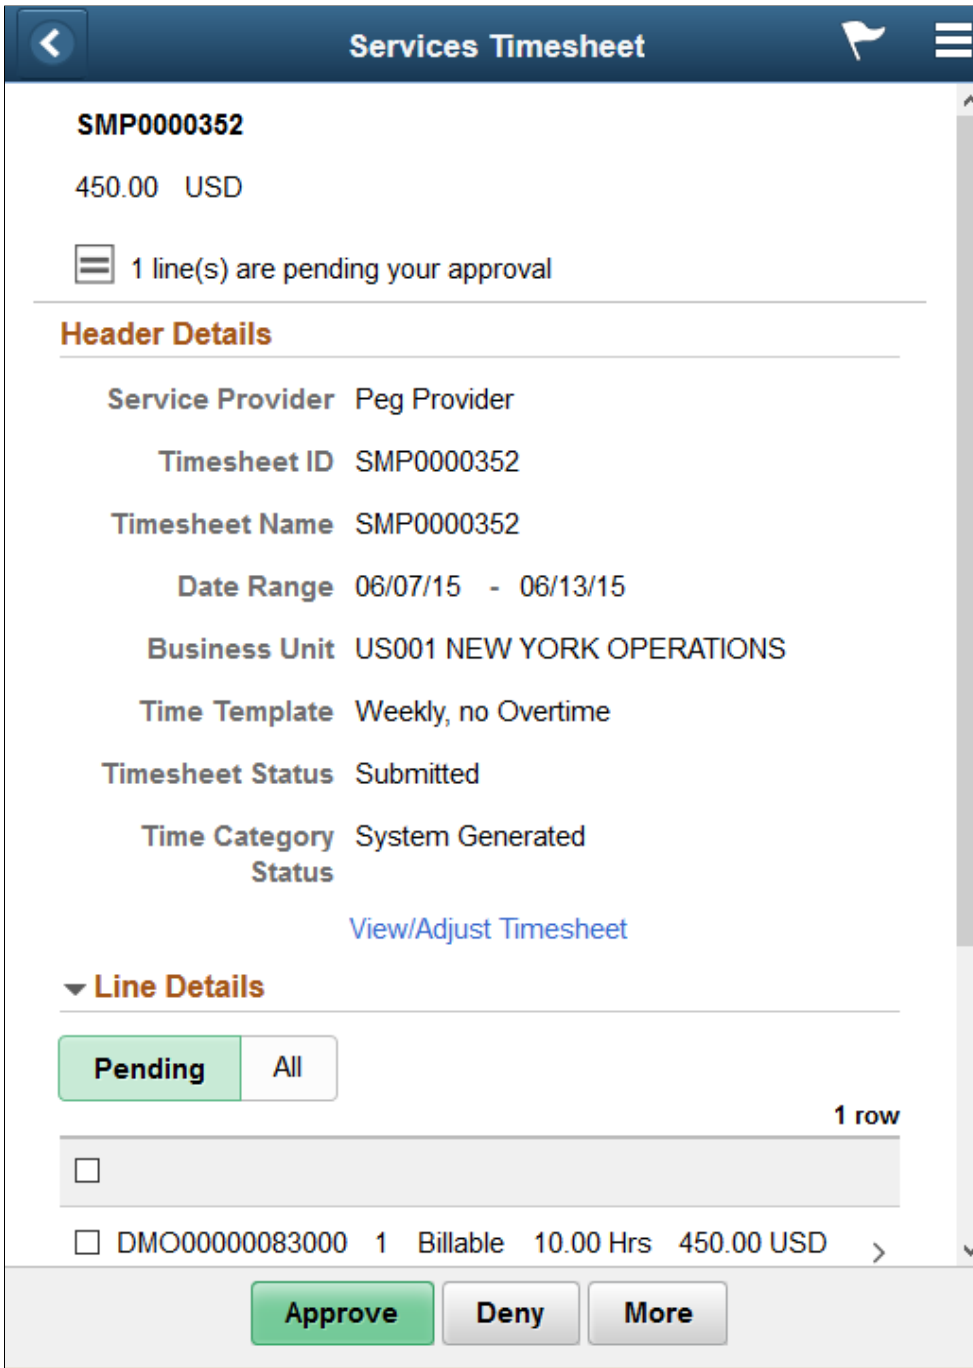 Services Timesheet
SMP0000352
450.00 USD
1 line(s) are pending your approval
Header Details
Service Provider Peg Provider
Timesheet ID SMP0000352
Timesheet Name SMP0000352
Date Range 06/07/15 - 06/13/15
Business Unit US001 NEW YORK OPERATIONS
Time Template Weekly, no Overtime
Timesheet Status Submitted
Time Category Status System Generated
View/Adjust Timesheet
Line Details
Pending All
1 row
DMO00000083000 1 Billable 10.00 Hrs 450.00 USD
Approve Deny More